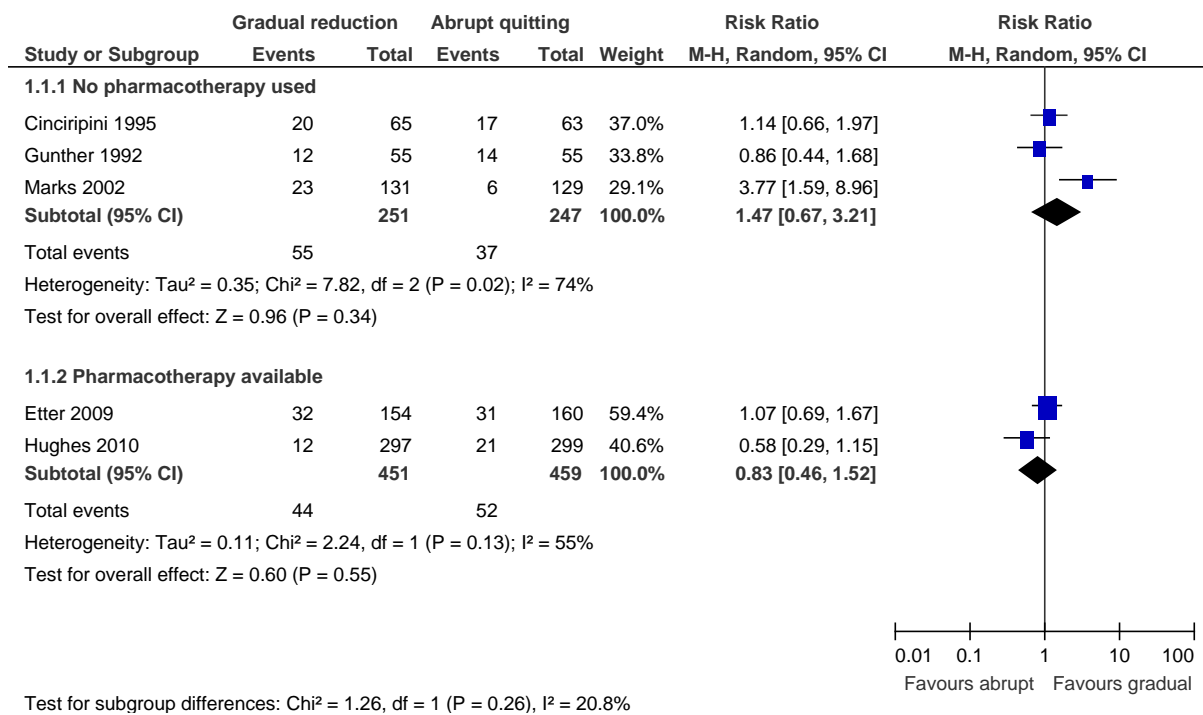 Gradual reduction Abrupt quitting Risk Ratio Risk Ratio
Study or Subgroup Events Total Events Total Weight M-H, Random, 95% CI M-H, Random, 95% CI
1.1.1 No pharmacotherapy used
Cinciripini 1995 20 65 17 63 37.0% 1.14 [0.66, 1.97]
Gunther 1992 12 55 14 55 33.8% 0.86 [0.44, 1.68]
Marks 2002 23 131 6 129 29.1% 3.77 [1.59, 8.96]
Subtotal (95% CI) 251 247 100.0% 1.47 [0.67, 3.21]
Total events 55 37
Heterogeneity: Tau² = 0.35; Chi² = 7.82, df = 2 (P = 0.02); I² = 74%
Test for overall effect: Z = 0.96 (P = 0.34)
1.1.2 Pharmacotherapy available
Etter 2009 32 154 31 160 59.4% 1.07 [0.69, 1.67]
Hughes 2010 12 297 21 299 40.6% 0.58 [0.29, 1.15]
Subtotal (95% CI) 451 459 100.0% 0.83 [0.46, 1.52]
Total events 44 52
Heterogeneity: Tau² = 0.11; Chi² = 2.24, df = 1 (P = 0.13); I² = 55%
Test for overall effect: Z = 0.60 (P = 0.55)
0.01 0.1 1 10 100
Favours abrupt Favours gradual
Test for subgroup differences: Chi² = 1.26, df = 1 (P = 0.26), I² = 20.8%